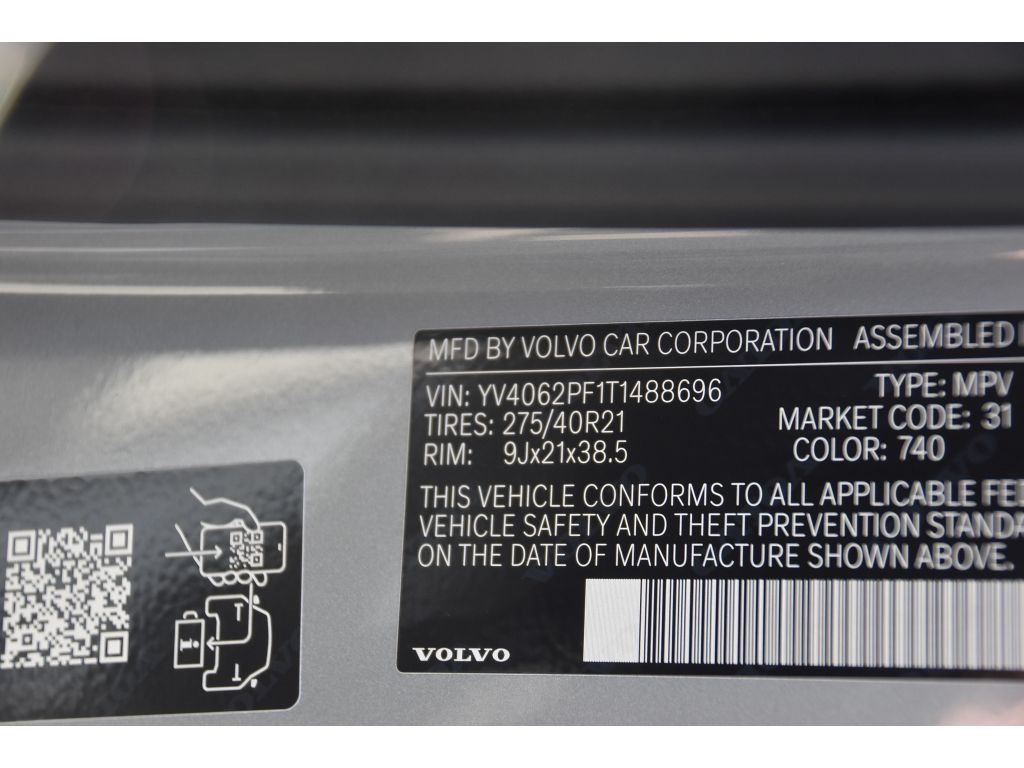 MFD BY VOLVO CAR CORPORATION ASSEMBLED
VIN: YV4062PF1T1488696 TYPE: MPV
TIRES: 275/40R21 MARKET CODE: 31
RIM: 9Jx21x38.5 COLOR: 740
THIS VEHICLE CONFORMS TO ALL APPLICABLE FE
VEHICLE SAFETY AND THEFT PREVENTION STANDA
ON THE DATE OF MANUFACTURE SHOWN ABOVE.
VOLVO